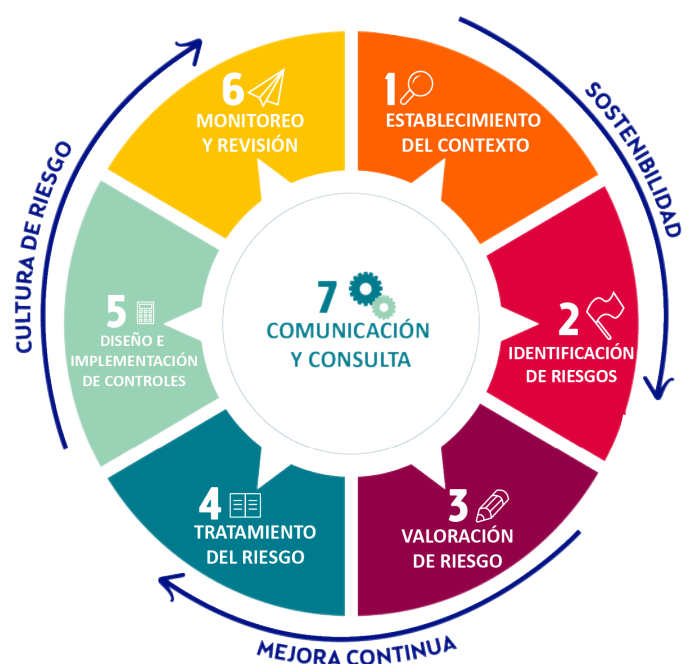 1
ESTABLECIMIENTO
DEL CONTEXTO
2
IDENTIFICACIÓN
DE RIESGOS
3
VALORACIÓN
DE RIESGO
4
TRATAMIENTO
DEL RIESGO
5
DISEÑO E
IMPLEMENTACIÓN
DE CONTROLES
6
MONITOREO
Y REVISIÓN
7
COMUNICACIÓN
Y CONSULTA
SOSTENIBILIDAD
MEJORA CONTINUA
CULTURA DE RIESGO